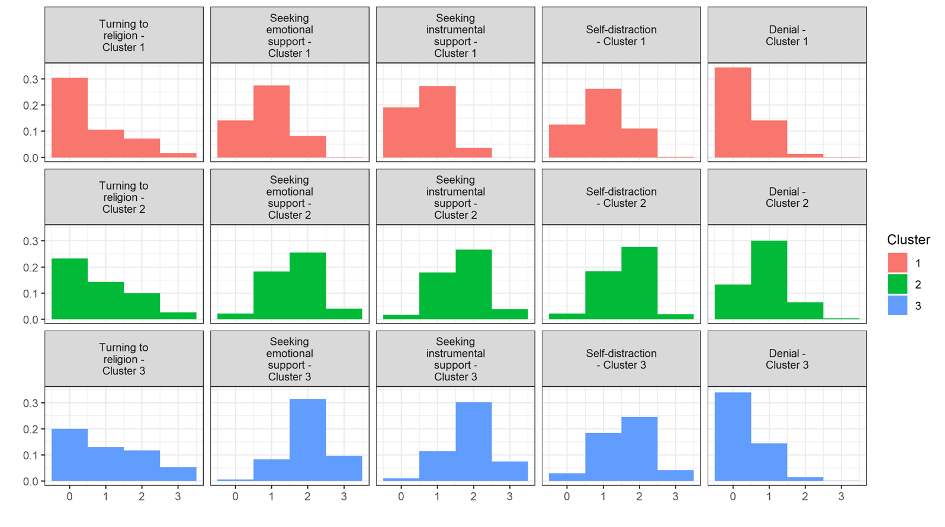 Turning to
religion -
Cluster 1
Seeking
emotional
support -
Cluster 1
Seeking
instrumental
support -
Cluster 1
Self-distraction
- Cluster 1
Denial -
Cluster 1
0.3
0.2
0.1
0.0
Turning to
religion -
Cluster 2
Seeking
emotional
support -
Cluster 2
Seeking
instrumental
support -
Cluster 2
Self-distraction
- Cluster 2
Denial -
Cluster 2
0.3
0.2
0.1
0.0
Turning to
religion -
Cluster 3
Seeking
emotional
support -
Cluster 3
Seeking
instrumental
support -
Cluster 3
Self-distraction
- Cluster 3
Denial -
Cluster 3
0.3
0.2
0.1
0.0
0 1 2 3 0 1 2 3 0 1 2 3 0 1 2 3 0 1 2 3
Cluster
1
2
3